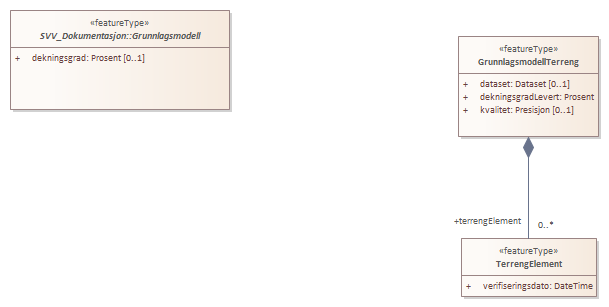 «featureType»
SVV_Dokumentasjon::Grunnlagsmodell
+ dekningsgrad: Prosent [0..1]
«featureType»
GrunnlagsmodellTerreng
+ dataset: Dataset [0..1]
+ dekningsgradLevert: Prosent
+ kvalitet: Presisjon [0..1]
+terrengElement
0..*
«featureType»
TerrengElement
+ verifiseringsdato: DateTime